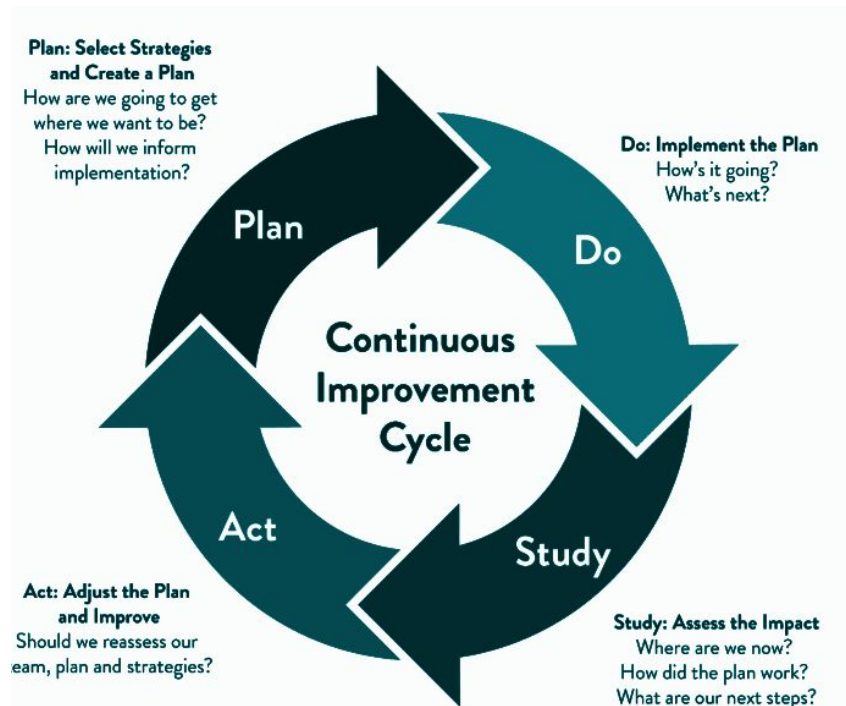 Plan: Select Strategies
and Create a Plan
How are we going to get
where we want to be?
How will we inform
implementation?
Plan
Do: Implement the Plan
How's it going?
What's next?
Do
Continuous
Improvement
Cycle
Study
Study: Assess the Impact
Where are we now?
How did the plan work?
What are our next steps?
Act
Act: Adjust the Plan
and Improve
Should we reassess our
eam, plan and strategies?